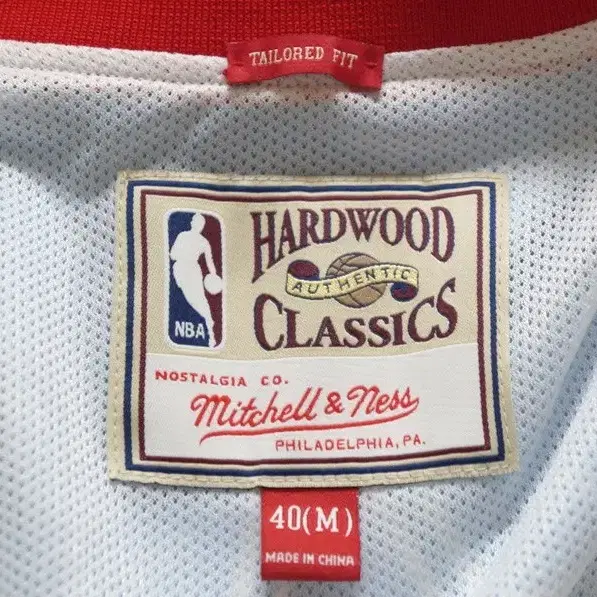 TAILORED FIT
HARDWOOD
AUTHENTIC
CLASSICS
NBA
NOSTALGIA CO.
Mitchell & Ness
PHILADELPHIA, PA.
40(M)
MADE IN CHINA